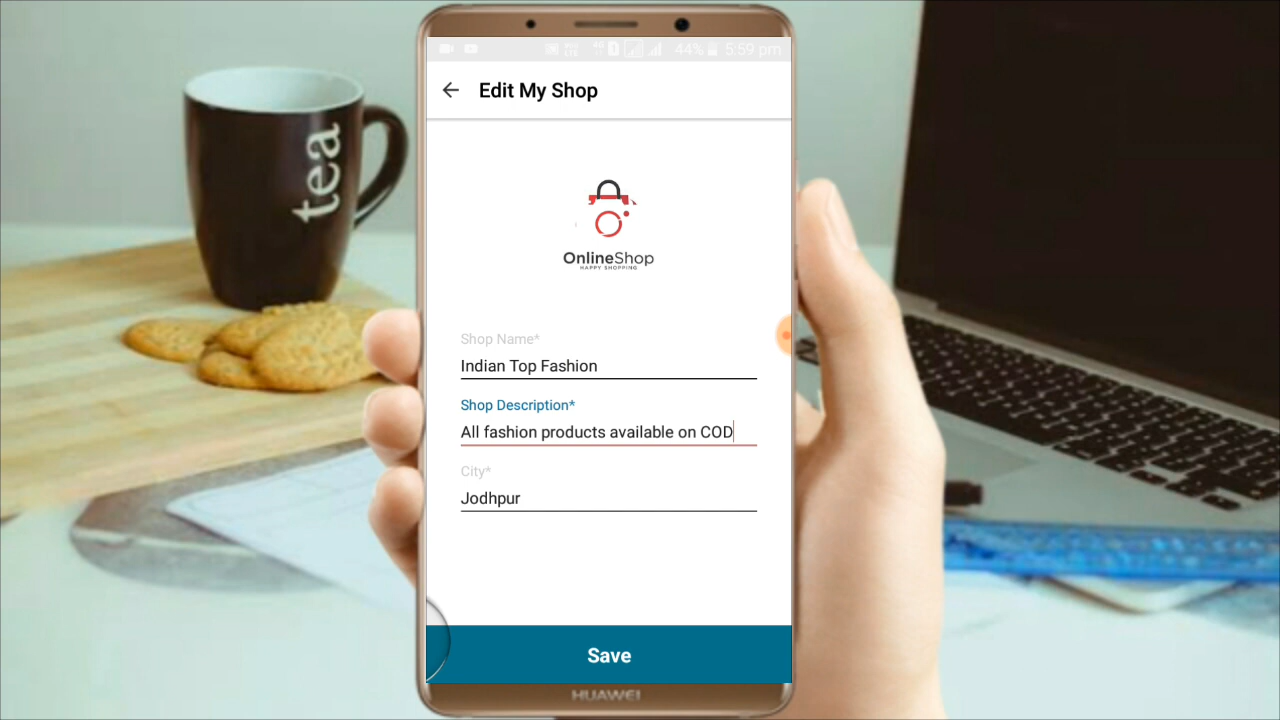 tea
44% 5:59 pm
Edit My Shop
OnlineShop
HAPPY SHOPPING
Shop Name*
Indian Top Fashion
Shop Description*
All fashion products available on COD
City*
Jodhpur
Save
HUAWEI